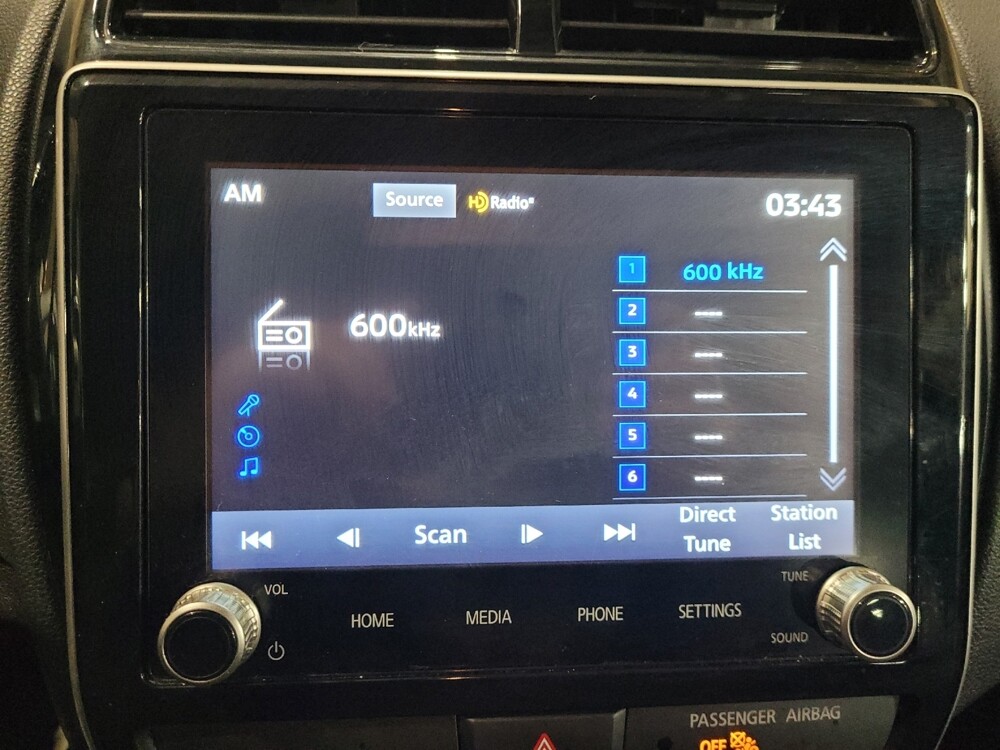 AM
Source
HD Radio
03:43
600kHz
1 600 kHz
2 ----
3 ----
4 ----
5 ----
6 ----
Scan
Direct Tune
Station List
VOL
HOME
MEDIA
PHONE
SETTINGS
TUNE
SOUND
PASSENGER AIRBAG
OFF